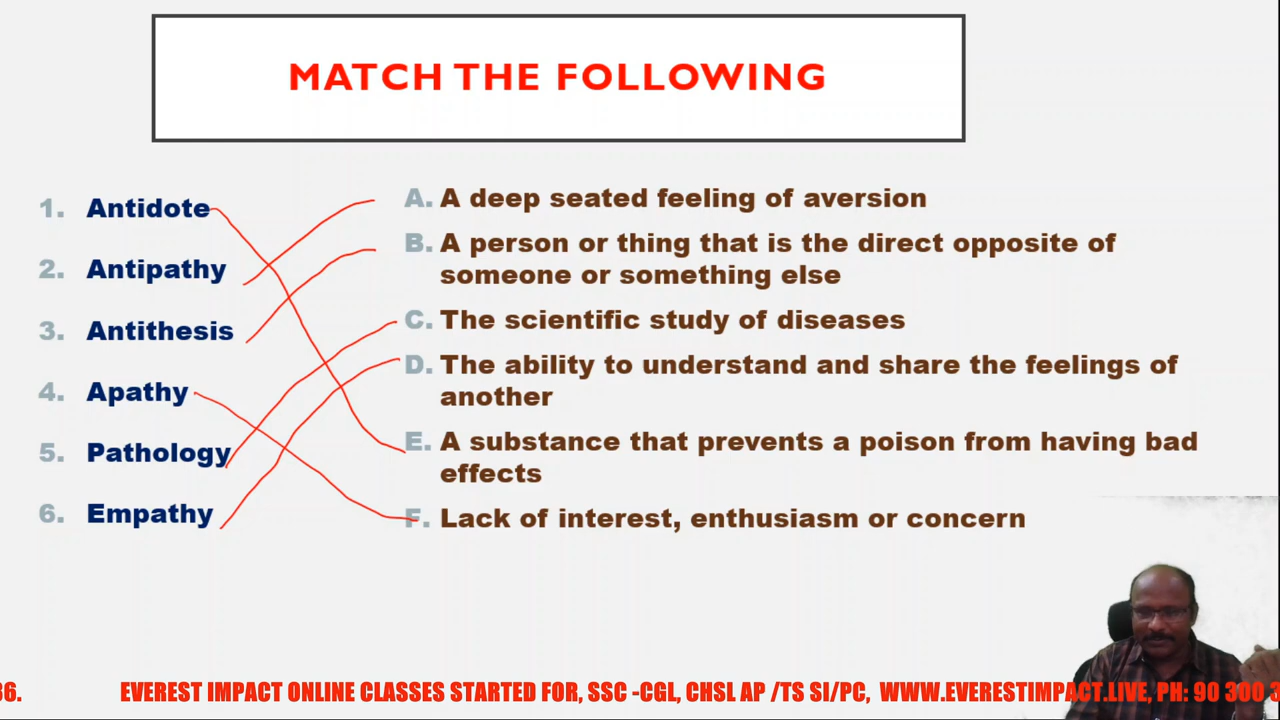 MATCH THE FOLLOWING
1. Antidote
2. Antipathy
3. Antithesis
4. Apathy
5. Pathology
6. Empathy
A. A deep seated feeling of aversion
B. A person or thing that is the direct opposite of
someone or something else
C. The scientific study of diseases
D. The ability to understand and share the feelings of
another
E. A substance that prevents a poison from having bad
effects
F. Lack of interest, enthusiasm or concern
36. EVEREST IMPACT ONLINE CLASSES STARTED FOR, SSC -CGL, CHSL AP /TS SI/PC, WWW.EVERESTIMPACT.LIVE, PH: 90 300 3